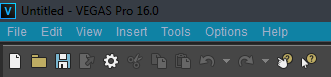 V Untitled - VEGAS Pro 16.0
File Edit View Insert Tools Options Help